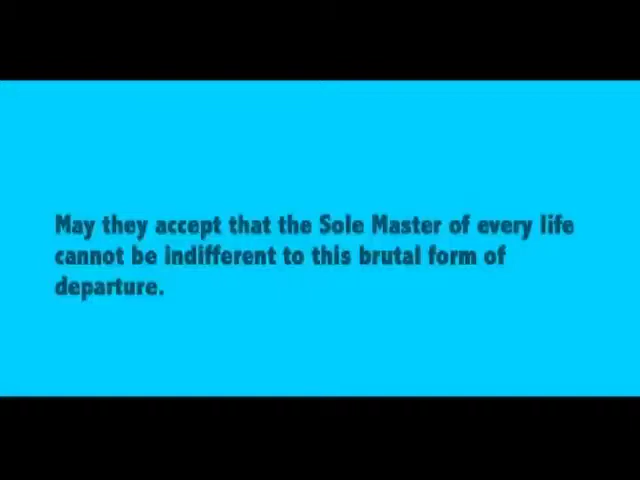 May they accept that the Sole Master of every life
cannot be indifferent to this brutal form of
departure.